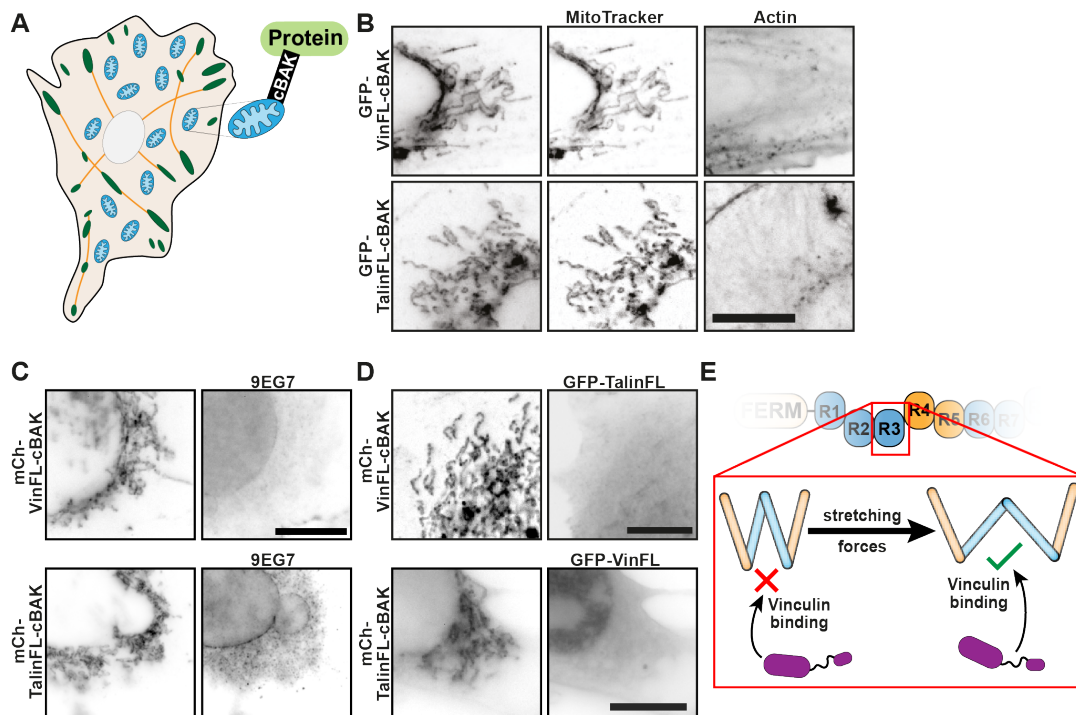 A
Protein
cBAK
B
MitoTracker
Actin
GFP-
VinFL-cBAK
GFP-
TalinFL-cBAK
C
9EG7
mCh-
VinFL-cBAK
9EG7
mCh-
TalinFL-cBAK
D
GFP-TalinFL
mCh-
VinFL-cBAK
GFP-VinFL
mCh-
TalinFL-cBAK
E
FERM
R1
R2
R3
R4
R5
R6
R7
stretching
forces
Vinculin
binding
Vinculin
binding